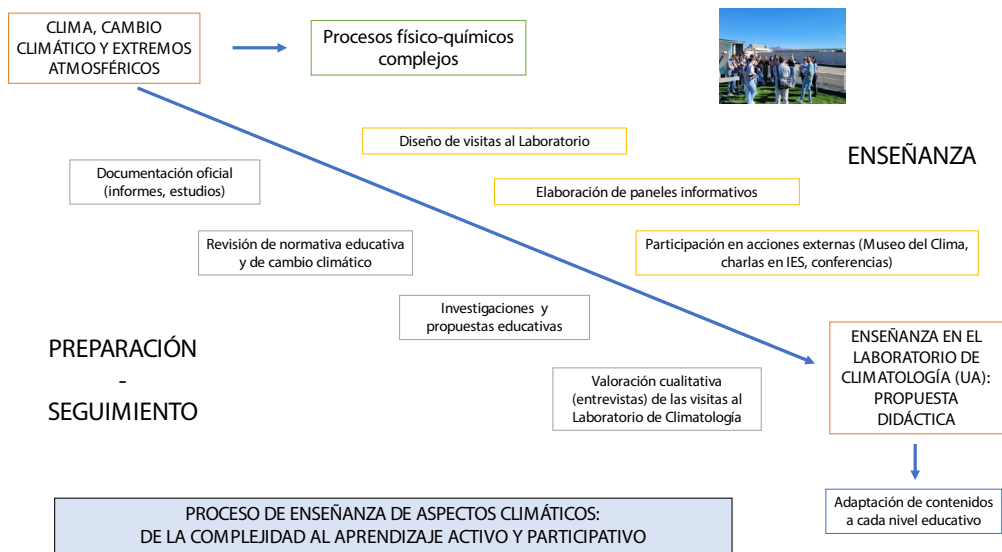 CLIMA, CAMBIO
CLIMÁTICO Y EXTREMOS
ATMOSFÉRICOS
Procesos físico-químicos
complejos
Diseño de visitas al Laboratorio
ENSEÑANZA
Documentación oficial
(informes, estudios)
Elaboración de paneles informativos
Revisión de normativa educativa
y de cambio climático
Participación en acciones externas (Museo del Clima,
charlas en IES, conferencias)
Investigaciones y
propuestas educativas
PREPARACIÓN
-
SEGUIMIENTO
ENSEÑANZA EN EL
LABORATORIO DE
CLIMATOLOGÍA (UA):
PROPUESTA
DIDÁCTICA
Valoración cualitativa
(entrevistas) de las visitas al
Laboratorio de Climatología
Adaptación de contenidos
a cada nivel educativo
PROCESO DE ENSEÑANZA DE ASPECTOS CLIMÁTICOS:
DE LA COMPLEJIDAD AL APRENDIZAJE ACTIVO Y PARTICIPATIVO